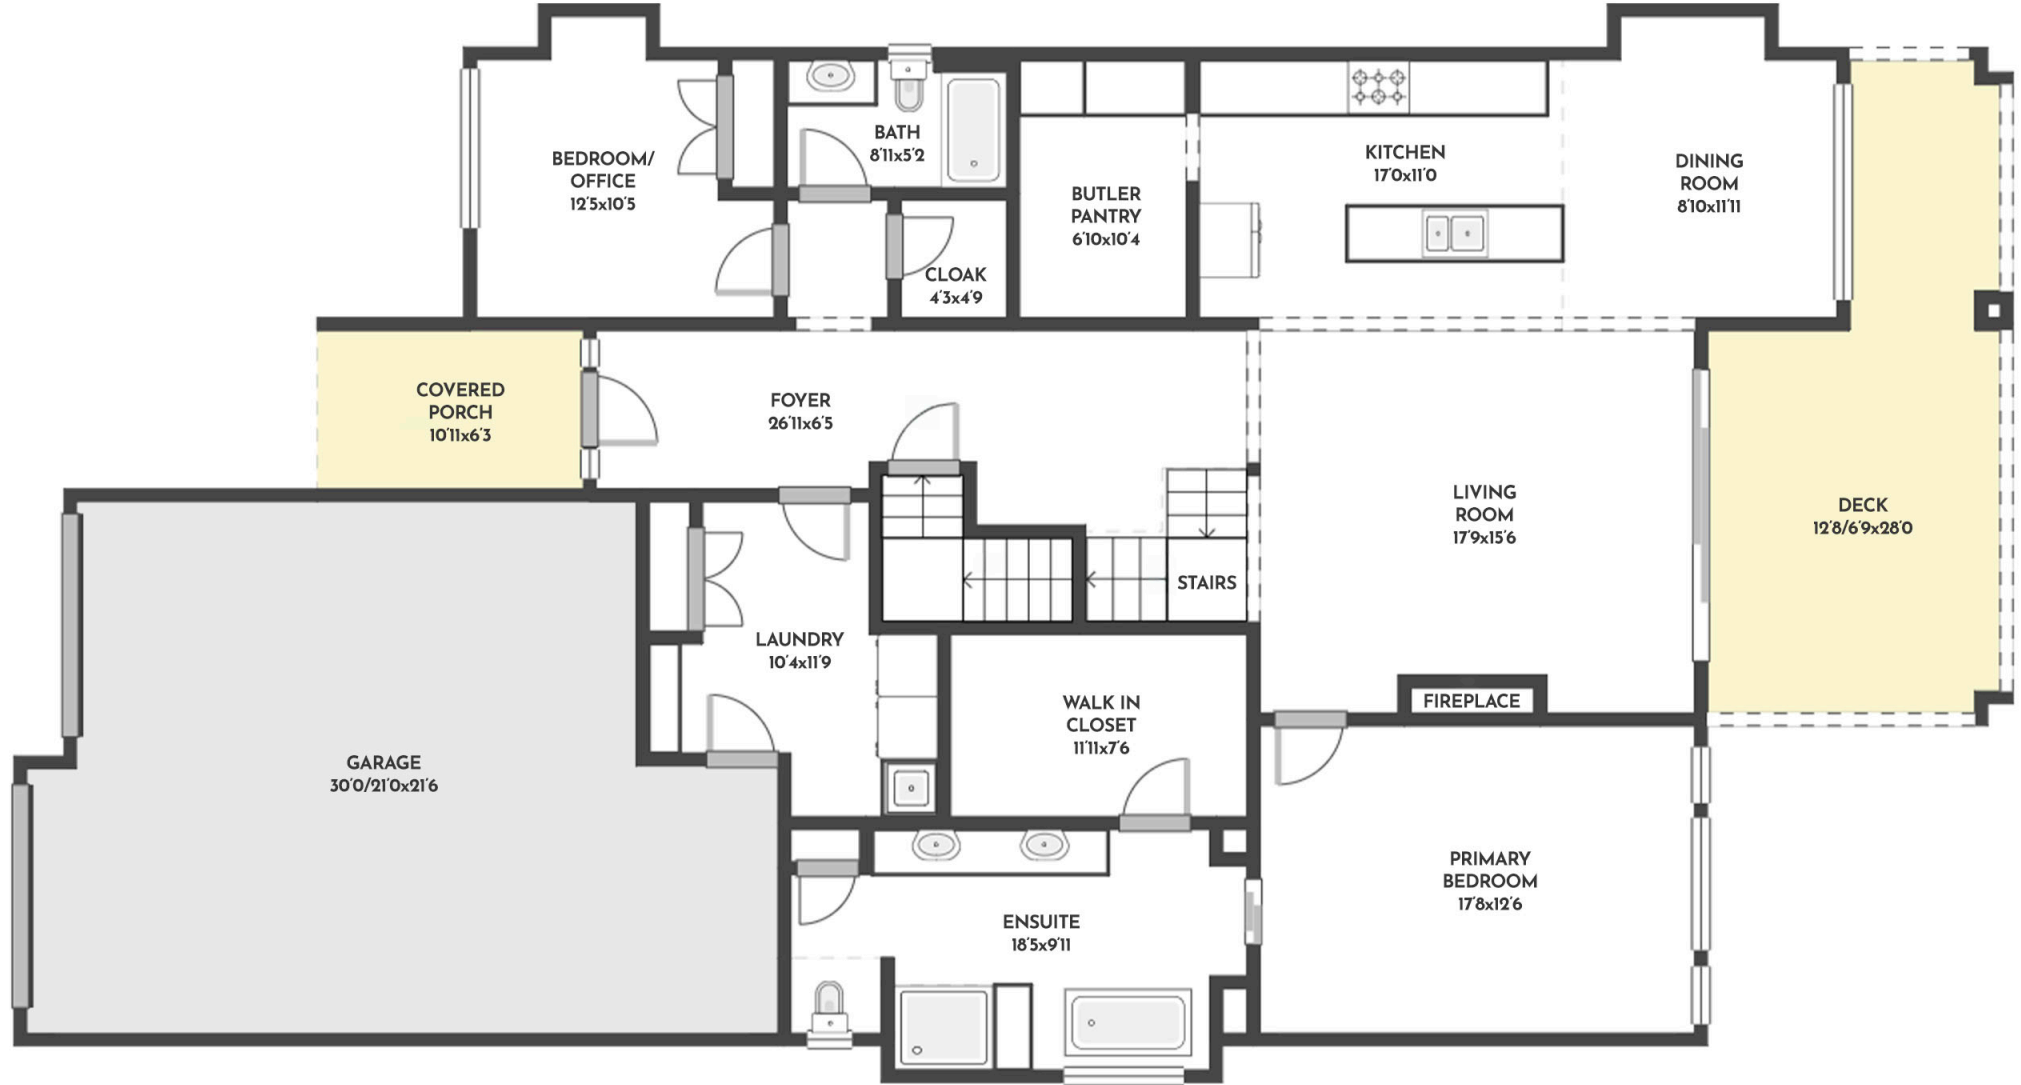 BATH
8'11x5'2
BEDROOM/
OFFICE
12'5x10'5
KITCHEN
17'0x11'0
DINING
ROOM
8'10x11'11
BUTLER
PANTRY
6'10x10'4
CLOAK
4'3x4'9
COVERED
PORCH
10'11x6'3
FOYER
26'11x6'5
LIVING
ROOM
17'9x15'6
DECK
12'8/6'9x28'0
STAIRS
LAUNDRY
10'4x11'9
WALK IN
CLOSET
11'11x7'6
FIREPLACE
GARAGE
30'0/21'0x21'6
PRIMARY
BEDROOM
17'8x12'6
ENSUITE
18'5x9'11